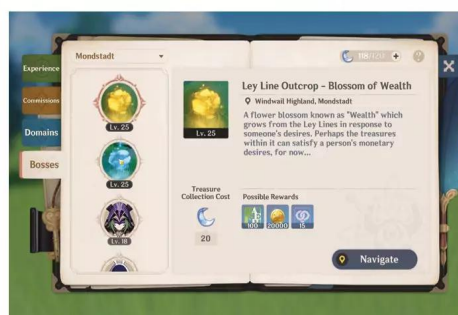 Mondstadt
118/120
Experience
Commissions
Domains
Bosses
Lv. 25
Lv. 25
Lv. 18
Ley Line Outcrop – Blossom of Wealth
Windwail Highland, Mondstadt
A flower blossom known as "Wealth" which
grows from the Ley Lines in response to
someone's desires. Perhaps the treasures
within it can satisfy a person's monetary
desires, for now...
Lv. 25
Treasure
Collection Cost
20
Possible Rewards
100
20000
15
Navigate